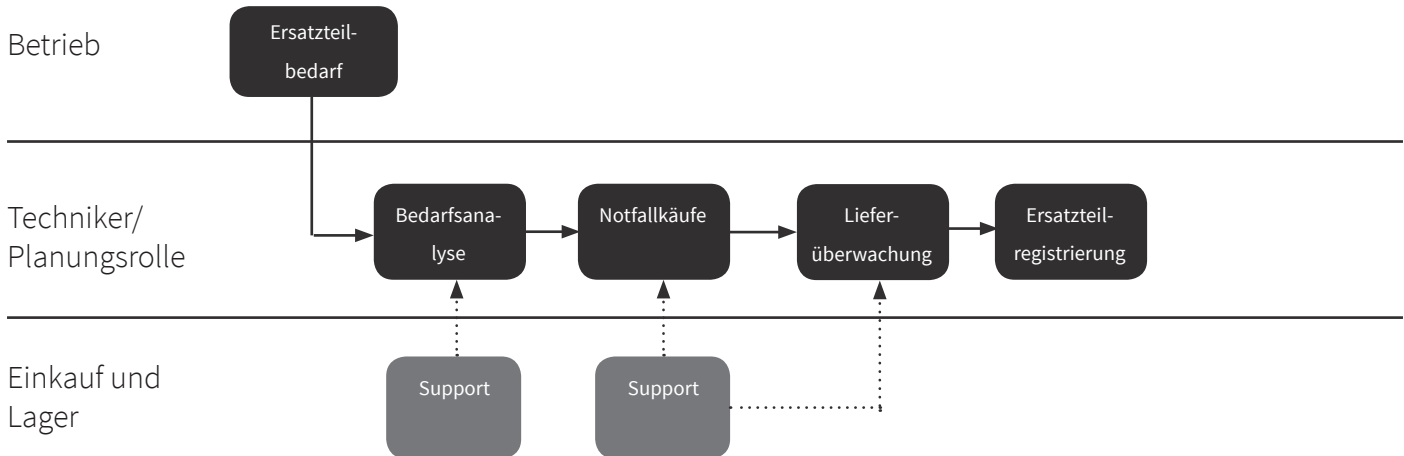 Betrieb
Ersatzteil-
bedarf
Techniker/
Planungsrolle
Bedarfsana-
lyse
Notfallkäufe
Liefer-
überwachung
Ersatzteil-
registrierung
Einkauf und
Lager
Support
Support